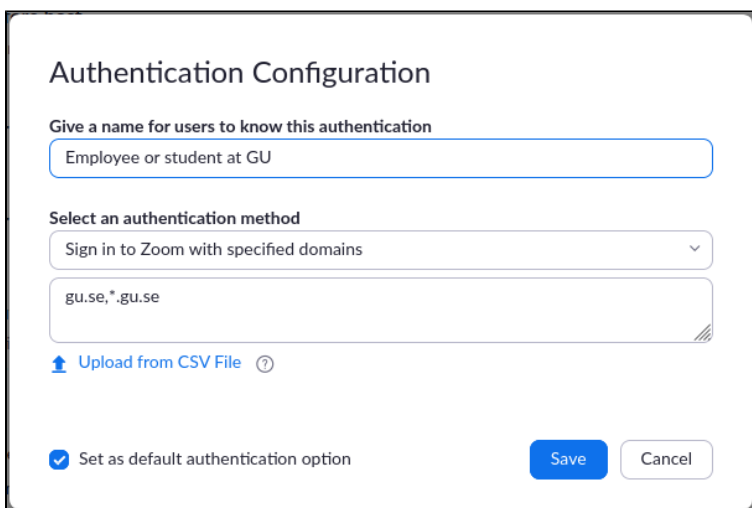 Authentication Configuration
Give a name for users to know this authentication
Employee or student at GU
Select an authentication method
Sign in to Zoom with specified domains
gu.se,*.gu.se
Upload from CSV File ?
Set as default authentication option
Save
Cancel